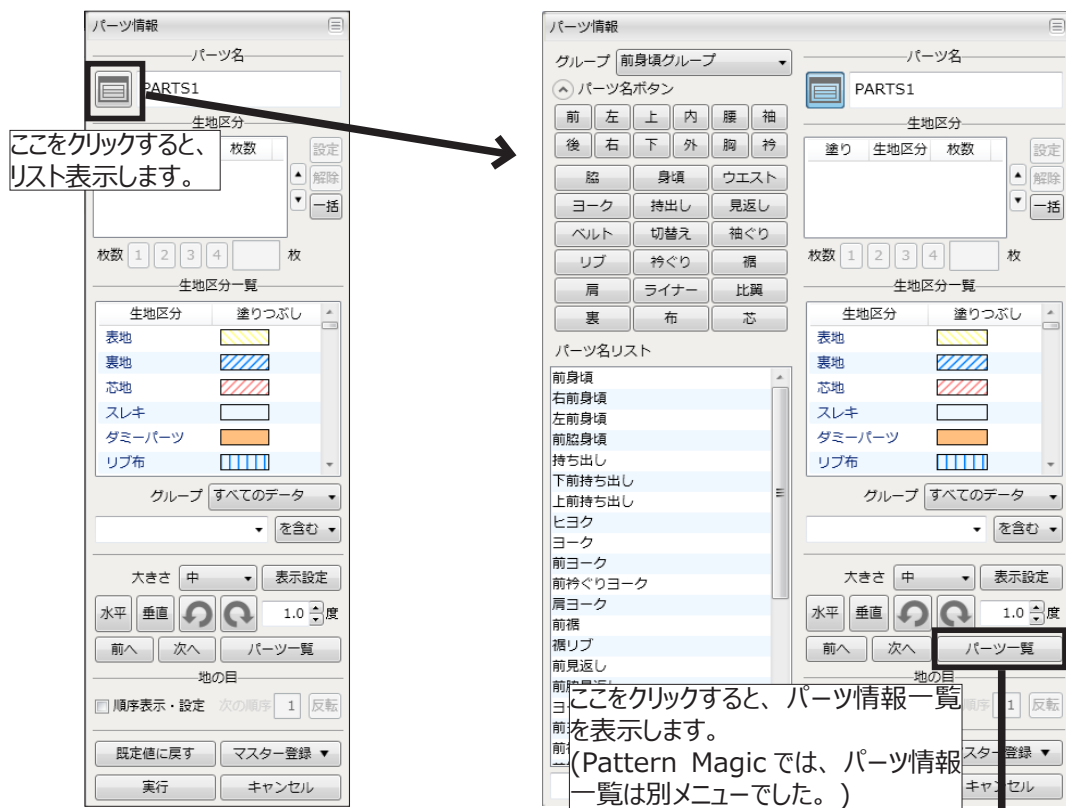 パーツ情報
パーツ名
PARTS1
生地区分
枚数
設定
解除
一括
枚数 1 2 3 4 枚
生地区分一覧
生地区分 塗りつぶし
表地
裏地
芯地
スレキ
ダミーパーツ
リブ布
グループ すべてのデータ
を含む
大きさ 中 表示設定
水平 垂直 1.0 度
前へ 次へ パーツ一覧
地の目
順序表示・設定 次の順序 1 反転
既定値に戻す マスター登録 ▼
実行 キャンセル
ここをクリックすると、
リスト表示します。
パーツ情報
グループ 前身頃グループ
パーツ名ボタン
前 左 上 内 腰 袖
後 右 下 外 胸 衿
脇 身頃 ウエスト
ヨーク 持出し 見返し
ベルト 切替え 袖ぐり
リブ 衿ぐり 裾
肩 ライナー 比翼
裏 布 芯
パーツ名リスト
前身頃
右前身頃
左前身頃
前脇身頃
持ち出し
下前持ち出し
上前持ち出し
ヒヨク
ヨーク
前ヨーク
前衿ぐりヨーク
肩ヨーク
前裾
裾リブ
前見返し
パーツ名
PARTS1
生地区分
塗り 生地区分 枚数
設定
解除
一括
枚数 1 2 3 4 枚
生地区分一覧
生地区分 塗りつぶし
表地
裏地
芯地
スレキ
ダミーパーツ
リブ布
グループ すべてのデータ
を含む
大きさ 中 表示設定
水平 垂直 1.0 度
前へ 次へ パーツ一覧
地の目
順序 1 反転
登録 ▼
キャンセル
ここをクリックすると、パーツ情報一覧
を表示します。
(Pattern Magic では、パーツ情報
一覧は別メニューでした。)